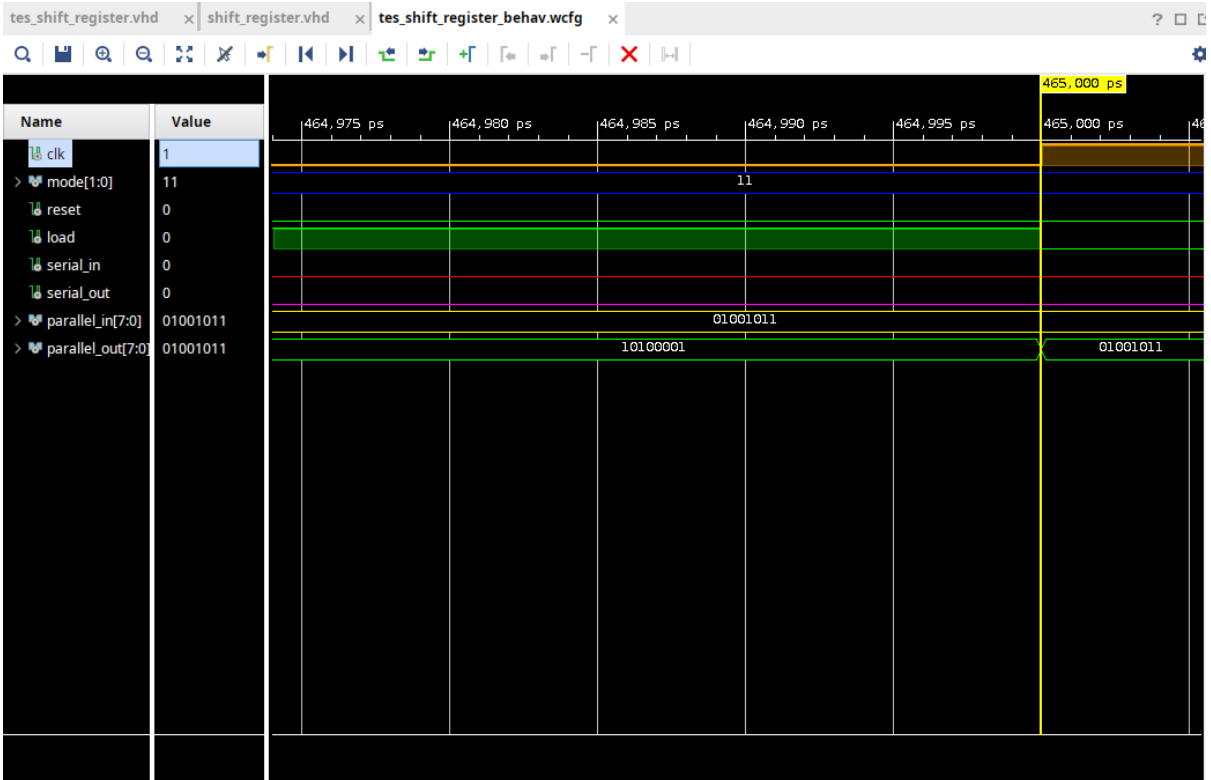 tes_shift_register.vhd × shift_register.vhd × tes_shift_register_behav.wcfg × ?
465,000 ps
Name Value
464,975 ps 464,980 ps 464,985 ps 464,990 ps 464,995 ps 465,000 ps 46
clk 1
> mode[1:0] 11 11
reset 0
load 0
serial_in 0
serial_out 0
> parallel_in[7:0] 01001011 01001011
> parallel_out[7:0] 01001011 10100001 01001011